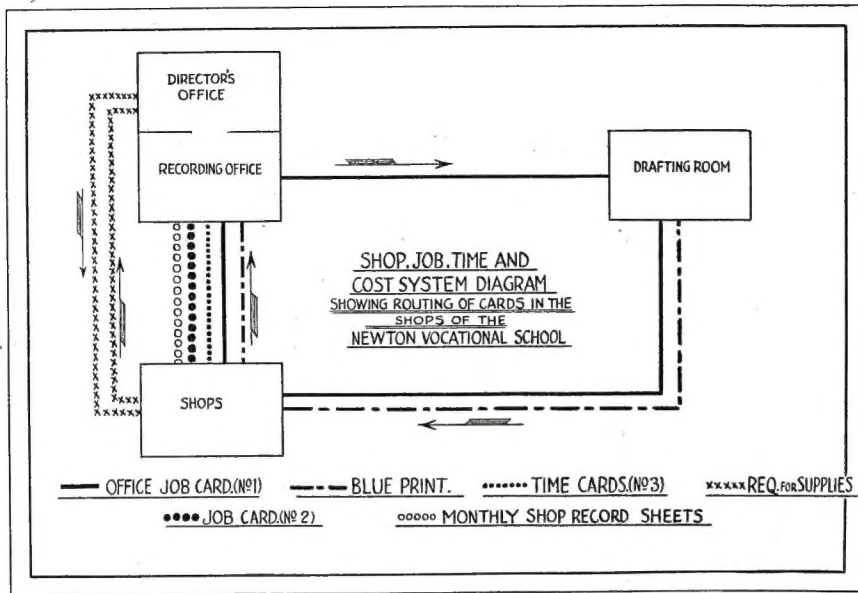 DIRECTOR'S
OFFICE
RECORDING OFFICE
DRAFTING ROOM
SHOP. JOB. TIME AND
COST SYSTEM DIAGRAM
SHOWING ROUTING OF CARDS IN THE
SHOPS OF THE
NEWTON VOCATIONAL SCHOOL
SHOPS
OFFICE JOB CARD.(Nº1)
BLUE PRINT.
TIME CARDS.(Nº3)
REQ. FOR SUPPLIES
JOB CARD.(Nº 2)
MONTHLY SHOP RECORD SHEETS